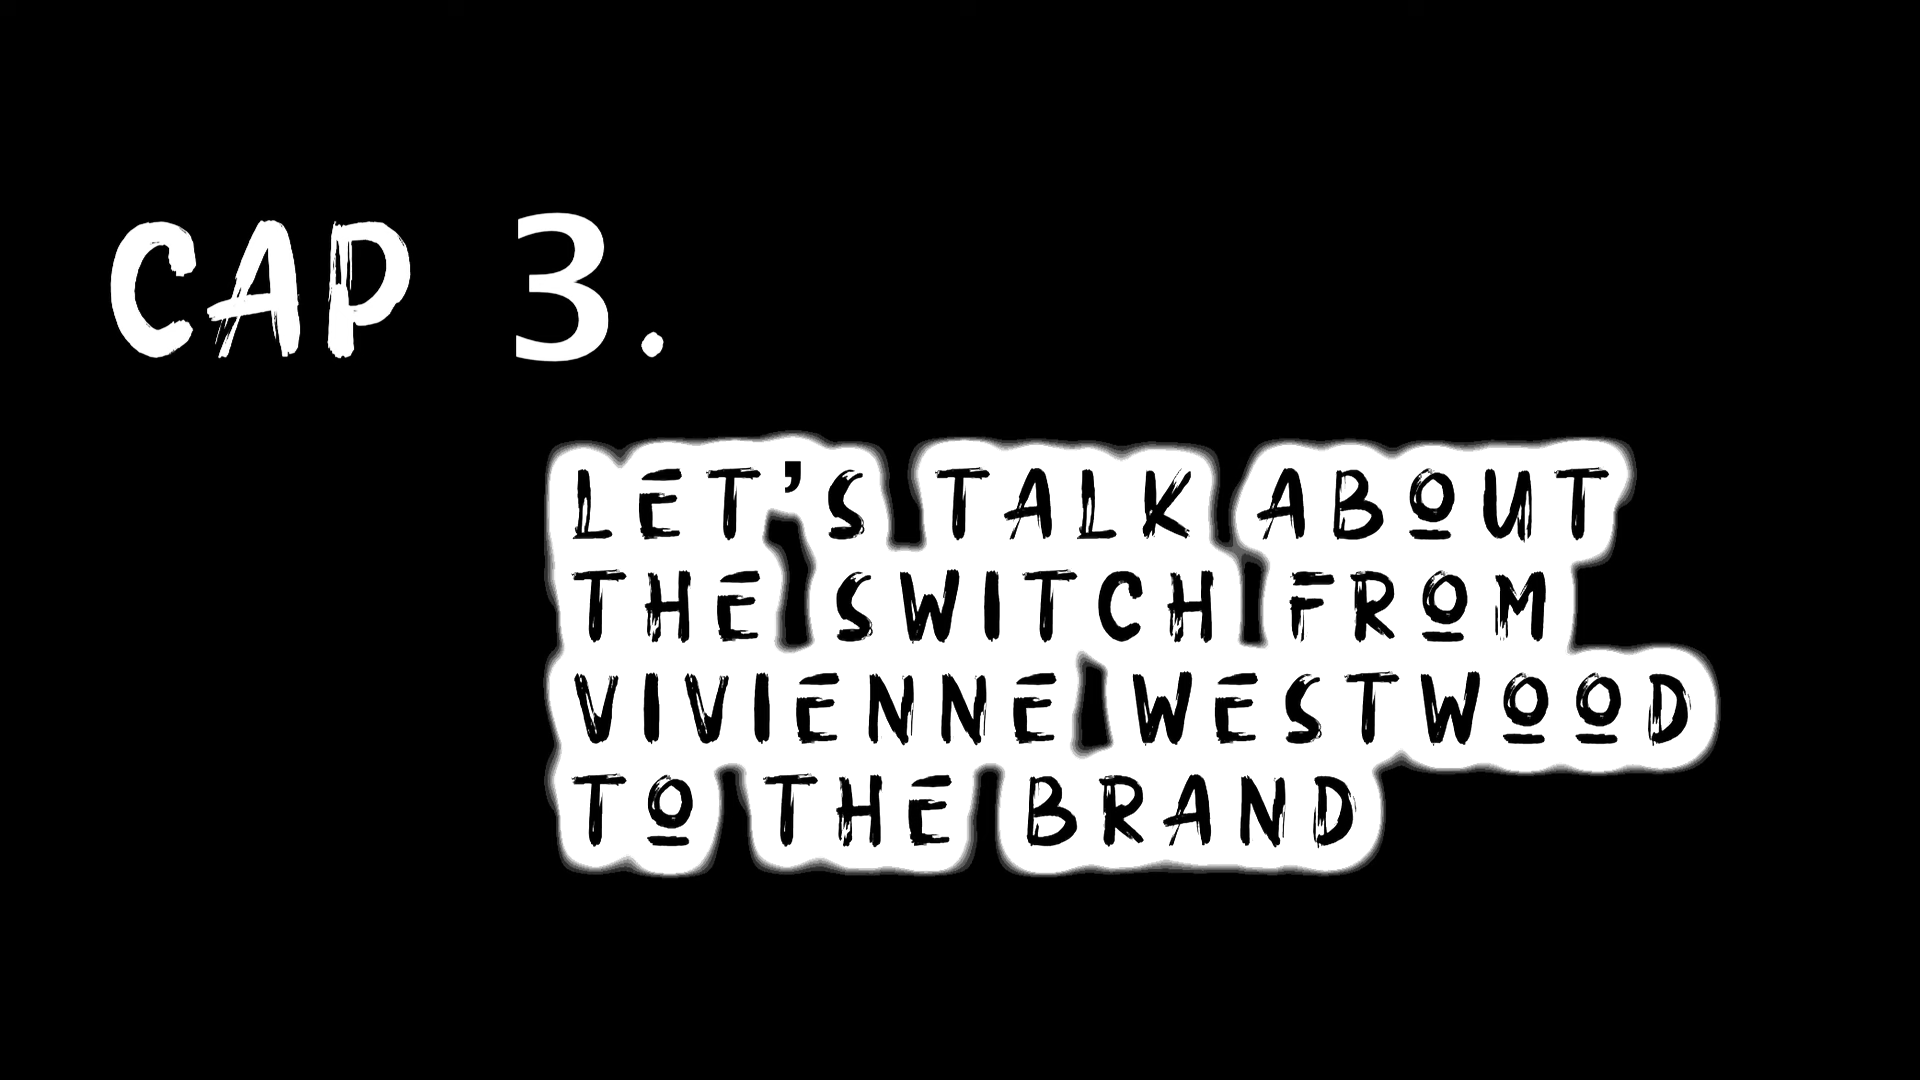 CAP 3.
LET'S TALK ABOUT
THE SWITCH FROM
VIVIENNE WESTWOOD
TO THE BRAND